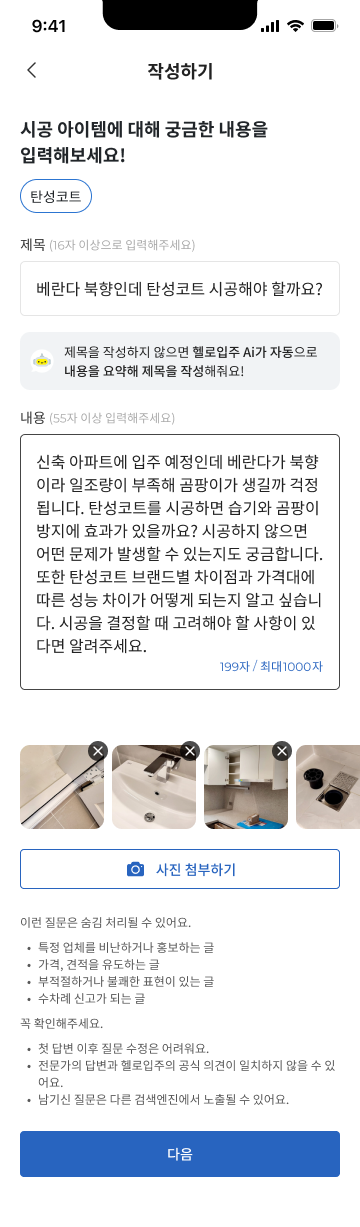 9:41
작성하기
시공 아이템에 대해 궁금한 내용을
입력해보세요!
탄성코트
제목 (16자 이상으로 입력해주세요)
베란다 북향인데 탄성코트 시공해야 할까요?
제목을 작성하지 않으면 헬로입주 Ai가 자동으로
내용을 요약해 제목을 작성해줘요!
내용 (55자 이상 입력해주세요)
신축 아파트에 입주 예정인데 베란다가 북향
이라 일조량이 부족해 곰팡이가 생길까 걱정
됩니다. 탄성코트를 시공하면 습기와 곰팡이
방지에 효과가 있을까요? 시공하지 않으면
어떤 문제가 발생할 수 있는지도 궁금합니다.
또한 탄성코트 브랜드별 차이점과 가격대에
따른 성능 차이가 어떻게 되는지 알고 싶습니
다. 시공을 결정할 때 고려해야 할 사항이 있
다면 알려주세요.
199자 / 최대1000자
사진 첨부하기
이런 질문은 숨김 처리될 수 있어요.
• 특정 업체를 비난하거나 홍보하는 글
• 가격, 견적을 유도하는 글
• 부적절하거나 불쾌한 표현이 있는 글
• 수차례 신고가 되는 글
꼭 확인해주세요.
• 첫 답변 이후 질문 수정은 어려워요.
• 전문가의 답변과 헬로입주의 공식 의견이 일치하지 않을 수 있
어요.
• 남기신 질문은 다른 검색엔진에서 노출될 수 있어요.
다음